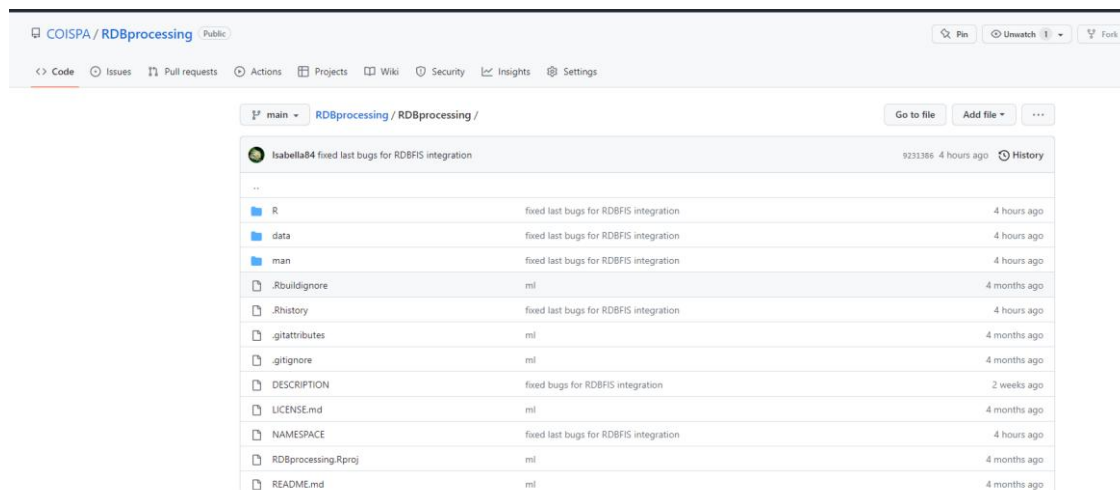 COISPA / RDBprocessing Public
Pin Unwatch 1 Fork
Code Issues Pull requests Actions Projects Wiki Security Insights Settings
main RDBprocessing / RDBprocessing / Go to file Add file ...
Isabella84 fixed last bugs for RDBFIS integration 9231386 4 hours ago History
..
R fixed last bugs for RDBFIS integration 4 hours ago
data fixed last bugs for RDBFIS integration 4 hours ago
man fixed last bugs for RDBFIS integration 4 hours ago
.Rbuildignore ml 4 months ago
.Rhistory fixed last bugs for RDBFIS integration 4 hours ago
.gitattributes ml 4 months ago
.gitignore ml 4 months ago
DESCRIPTION fixed bugs for RDBFIS integration 2 weeks ago
LICENSE.md ml 4 months ago
NAMESPACE fixed last bugs for RDBFIS integration 4 hours ago
RDBprocessing.Rproj ml 4 months ago
README.md ml 4 months ago